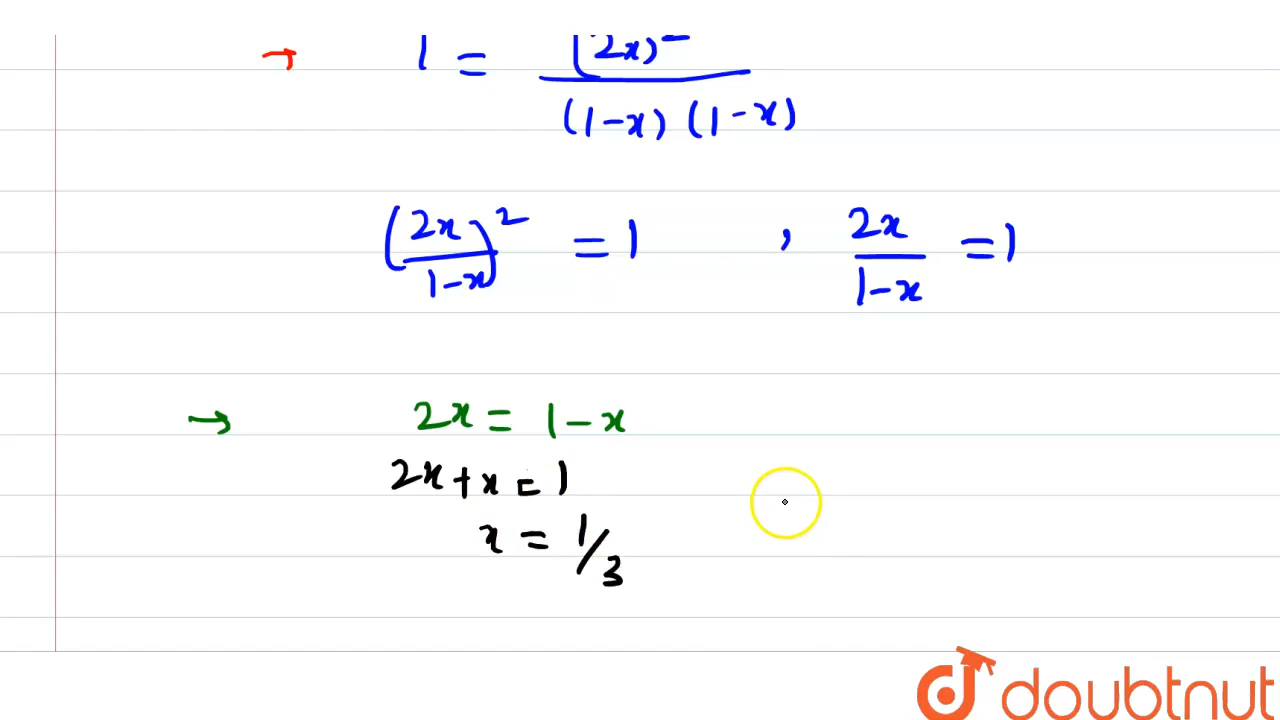 → 1 = (2x)² / (1-x) (1-x)
(2x / 1-x)² = 1 , 2x / 1-x = 1
→ 2x = 1-x
2x+x = 1
x = 1/3
doubtnut